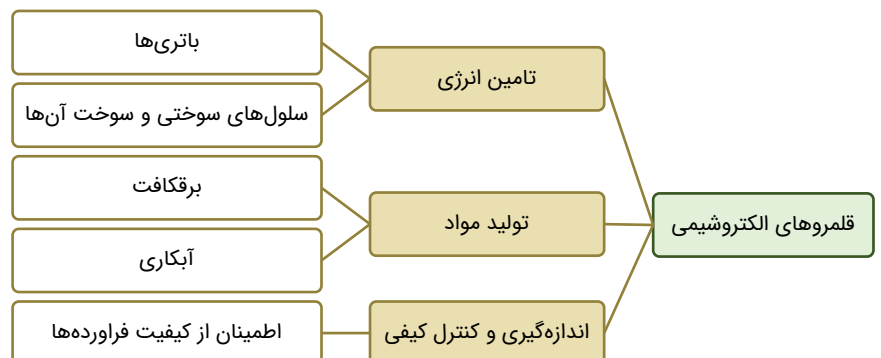 قلمروهای الکتروشیمی
تامین انرژی
باتری‌ها
سلول‌های سوختی و سوخت آن‌ها
تولید مواد
برقکافت
آبکاری
اندازه‌گیری و کنترل کیفی
اطمینان از کیفیت فراورده‌ها